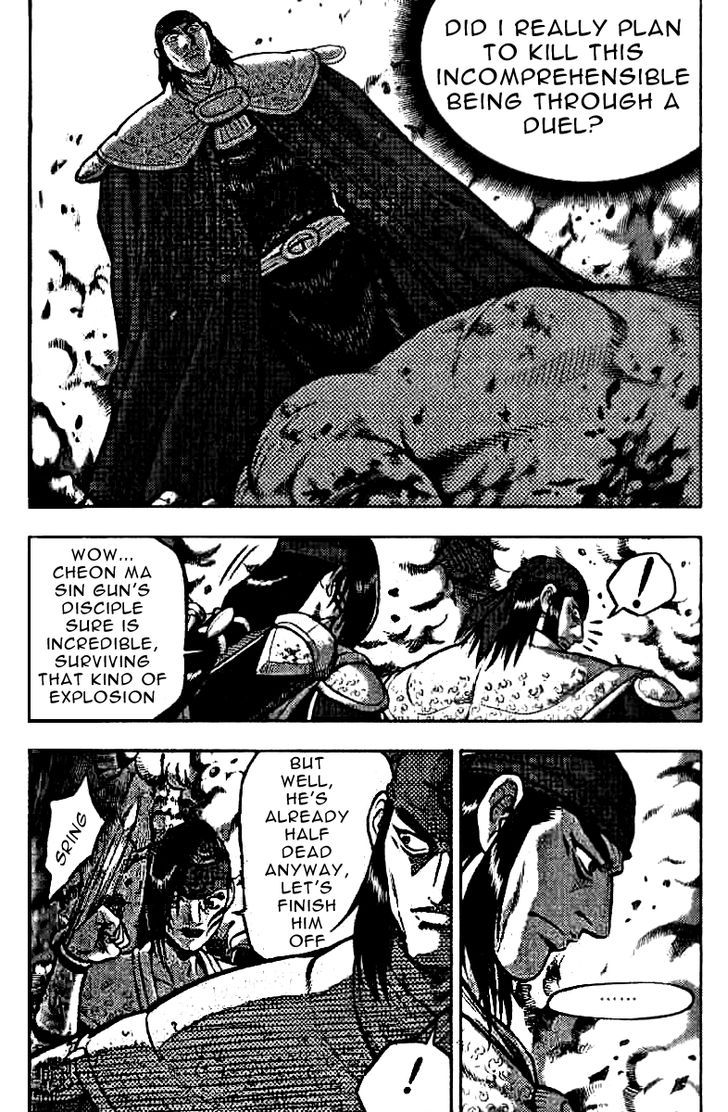 DID I REALLY PLAN
TO KILL THIS
INCOMPREHENSIBLE
BEING THROUGH A
DUEL?
WOW...
CHEON MA
SIN GUN'S
DISCIPLE
SURE IS
INCREDIBLE,
SURVIVING
THAT KIND OF
EXPLOSION
!
SRING
BUT
WELL,
HE'S
ALREADY
HALF
DEAD
ANYWAY,
LET'S
FINISH
HIM
OFF
!
......